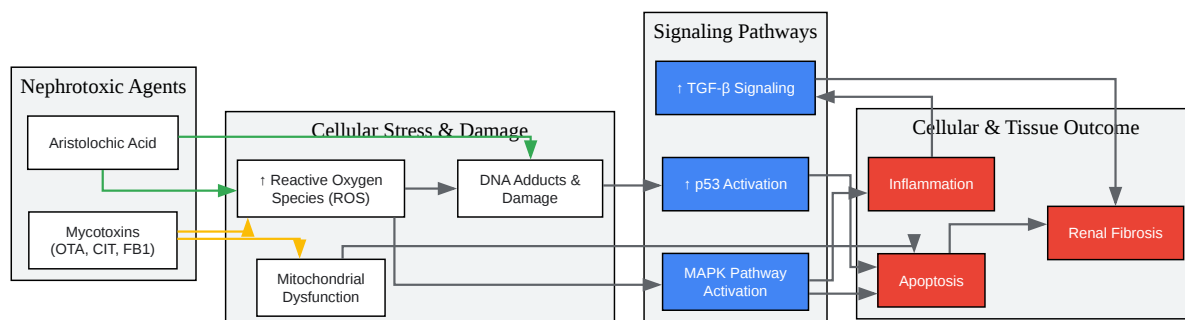 Nephrotoxic Agents
Aristolochic Acid
Mycotoxins
(OTA, CIT, FB1)
Cellular Stress & Damage
↑ Reactive Oxygen
Species (ROS)
DNA Adducts &
Damage
Mitochondrial
Dysfunction
Signaling Pathways
↑ TGF-β Signaling
↑ p53 Activation
MAPK Pathway
Activation
Cellular & Tissue Outcome
Inflammation
Renal Fibrosis
Apoptosis